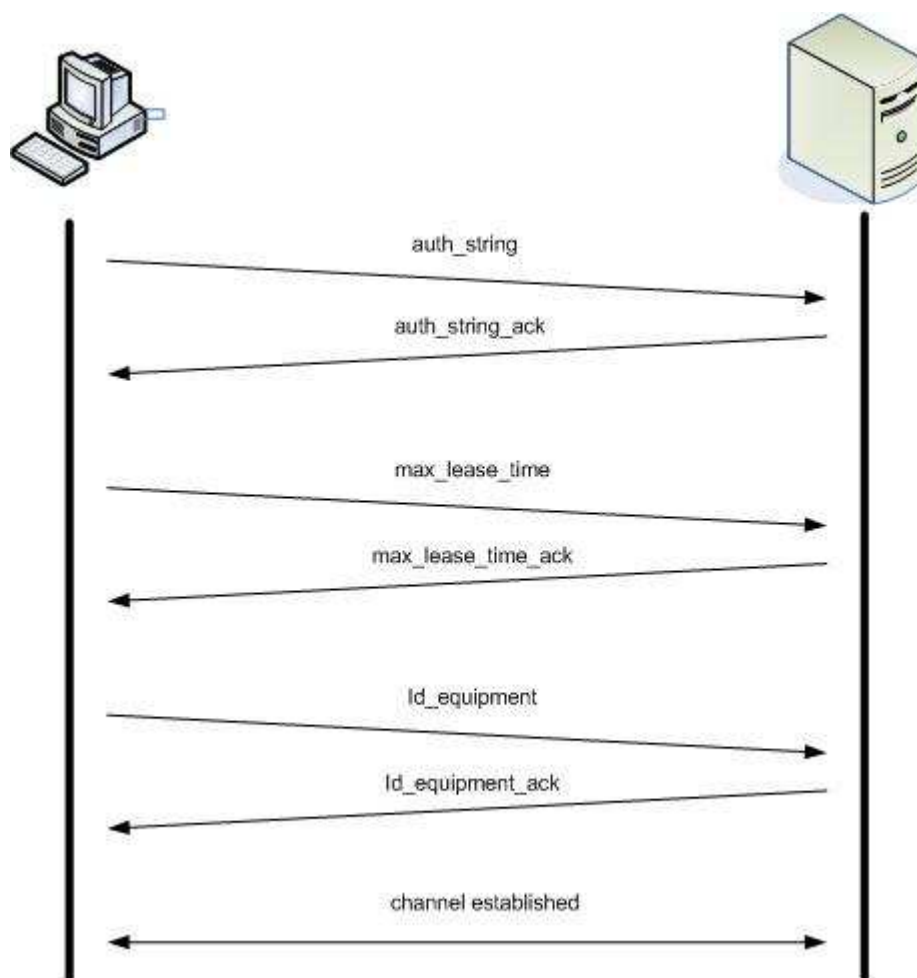 auth_string
auth_string_ack
max_lease_time
max_lease_time_ack
Id_equipment
Id_equipment_ack
channel established